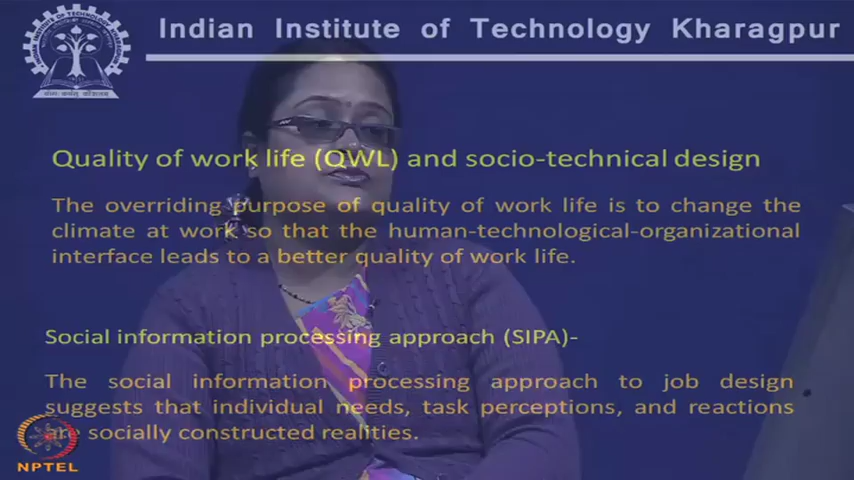 Indian Institute of Technology Kharagpur
Quality of work life (QWL) and socio-technical design
The overriding purpose of quality of work life is to change the
climate at work so that the human-technological-organizational
interface leads to a better quality of work life.
Social information processing approach (SIPA)-
The social information processing approach to job design
suggests that individual needs, task perceptions, and reactions
are socially constructed realities.
NPTEL